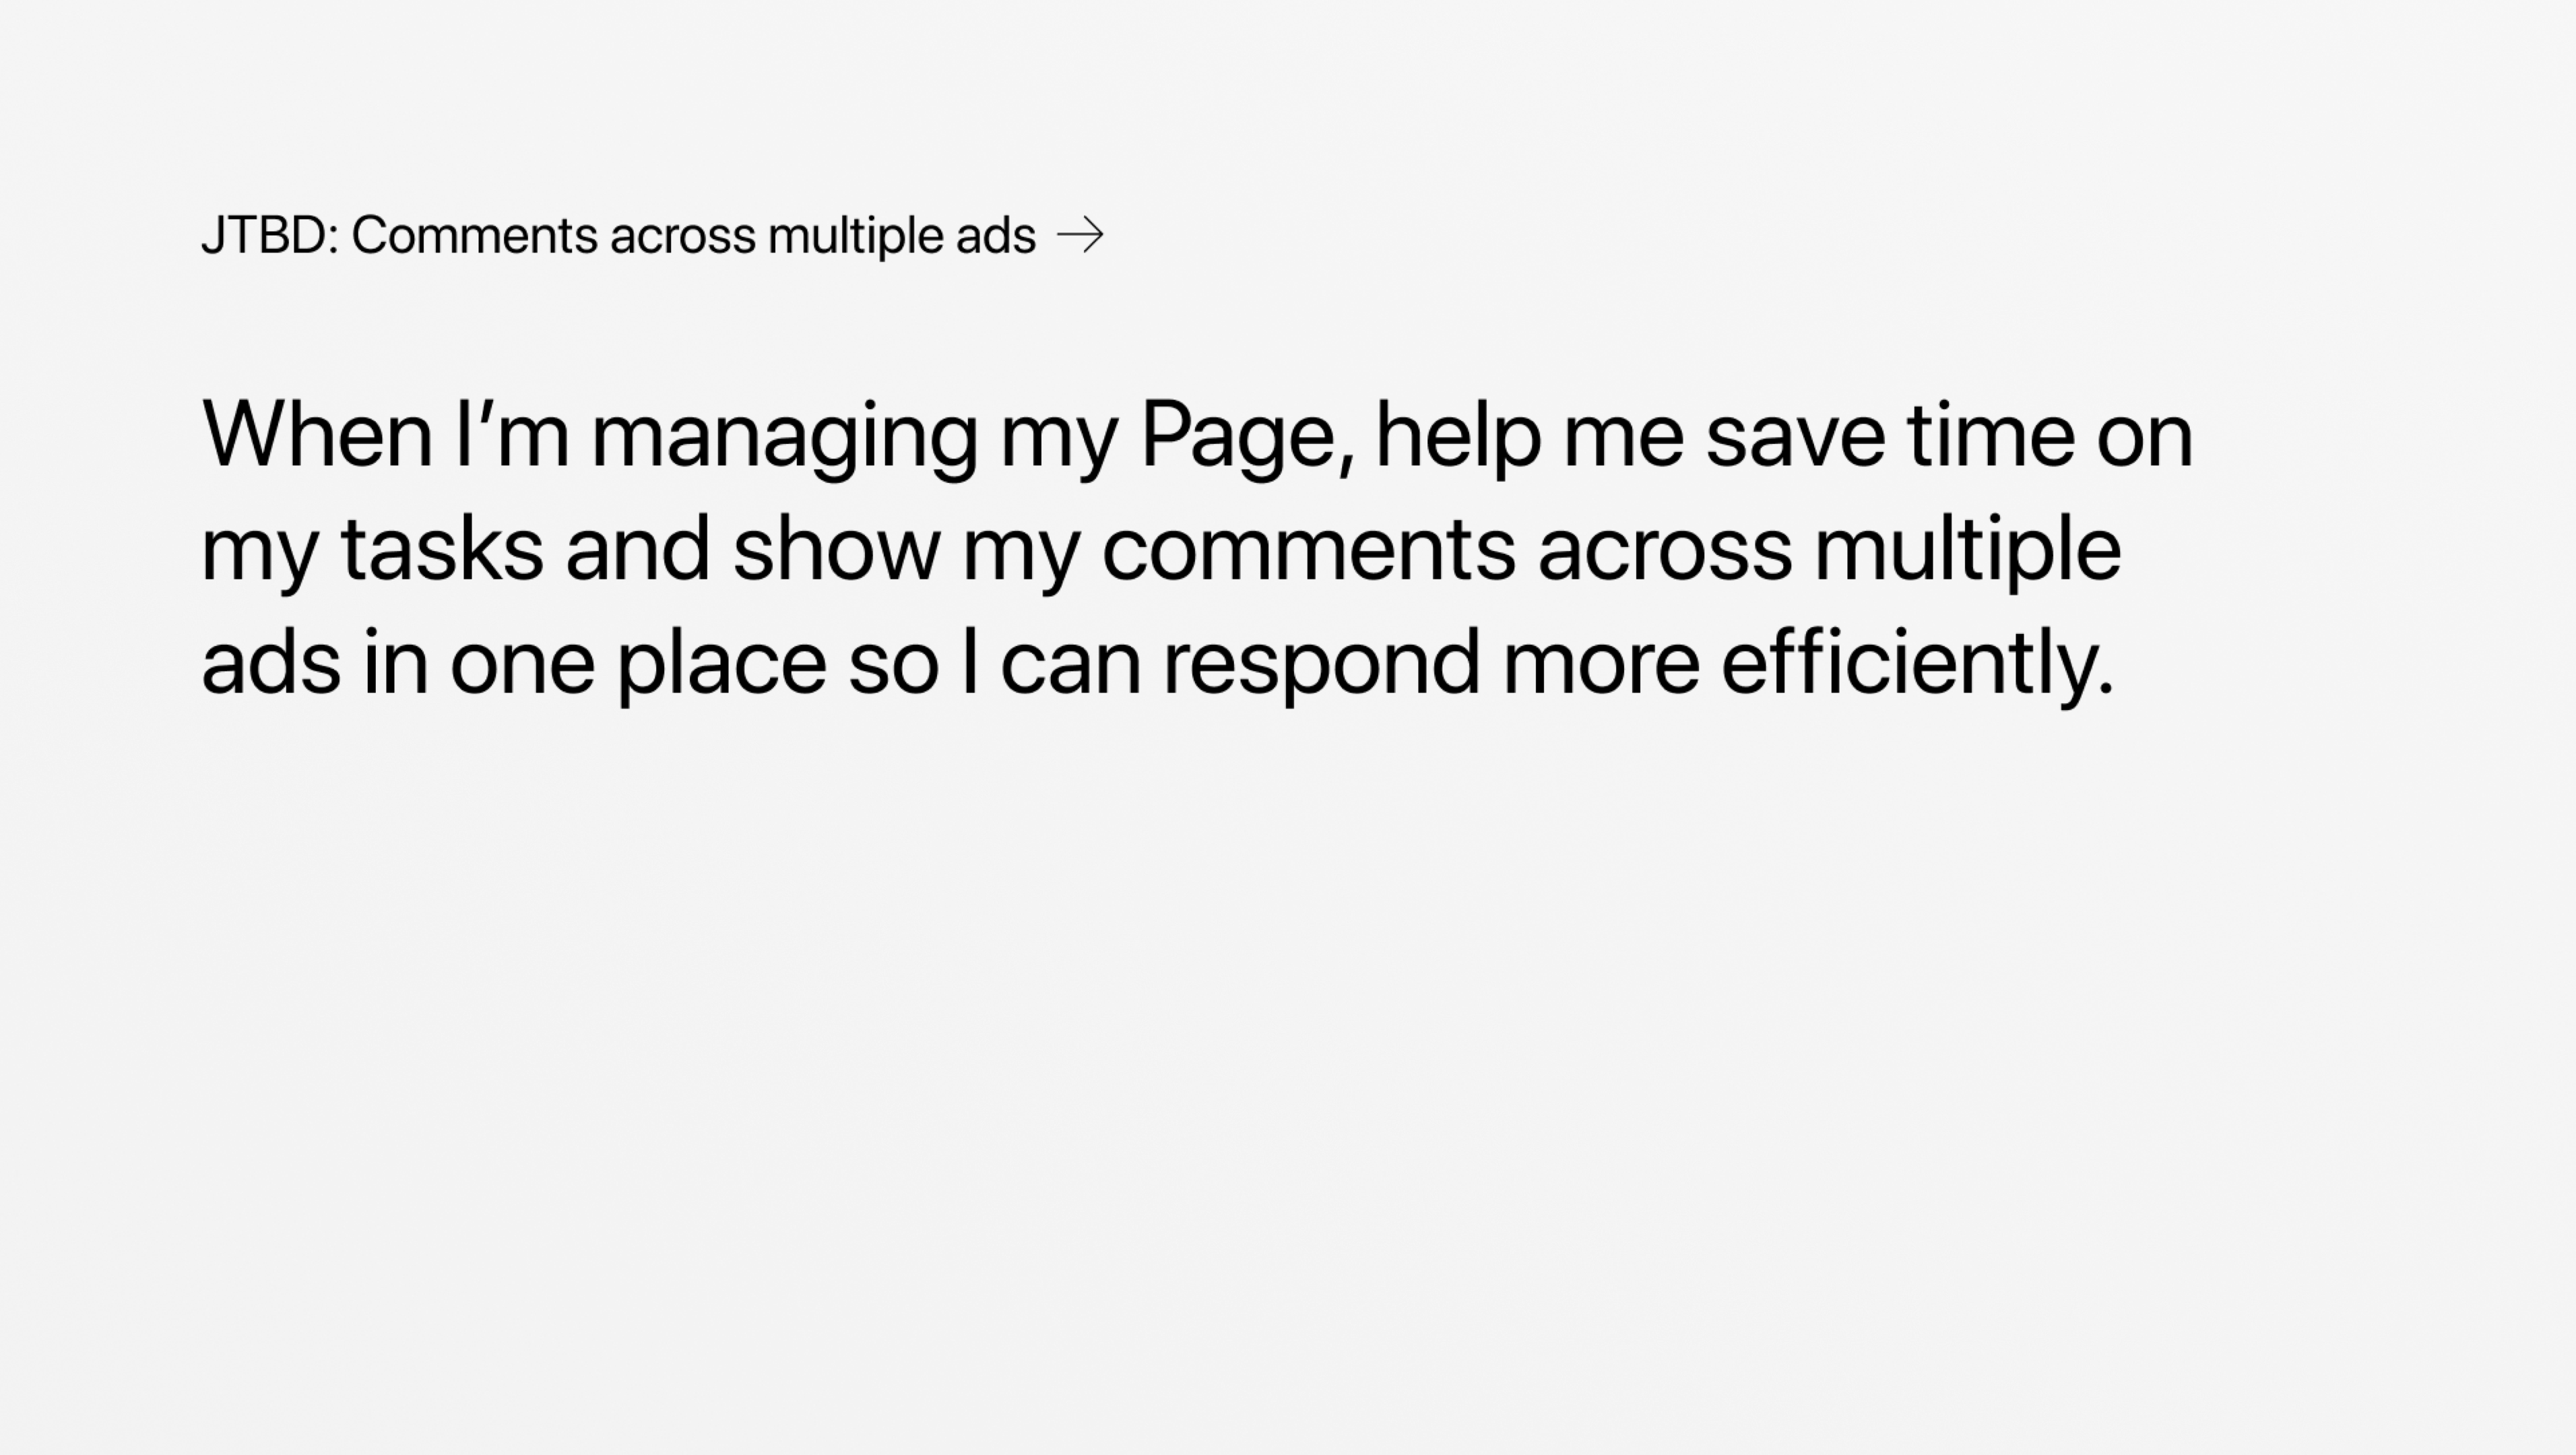 JTBD: Comments across multiple ads →
When I’m managing my Page, help me save time on
my tasks and show my comments across multiple
ads in one place so I can respond more efficiently.